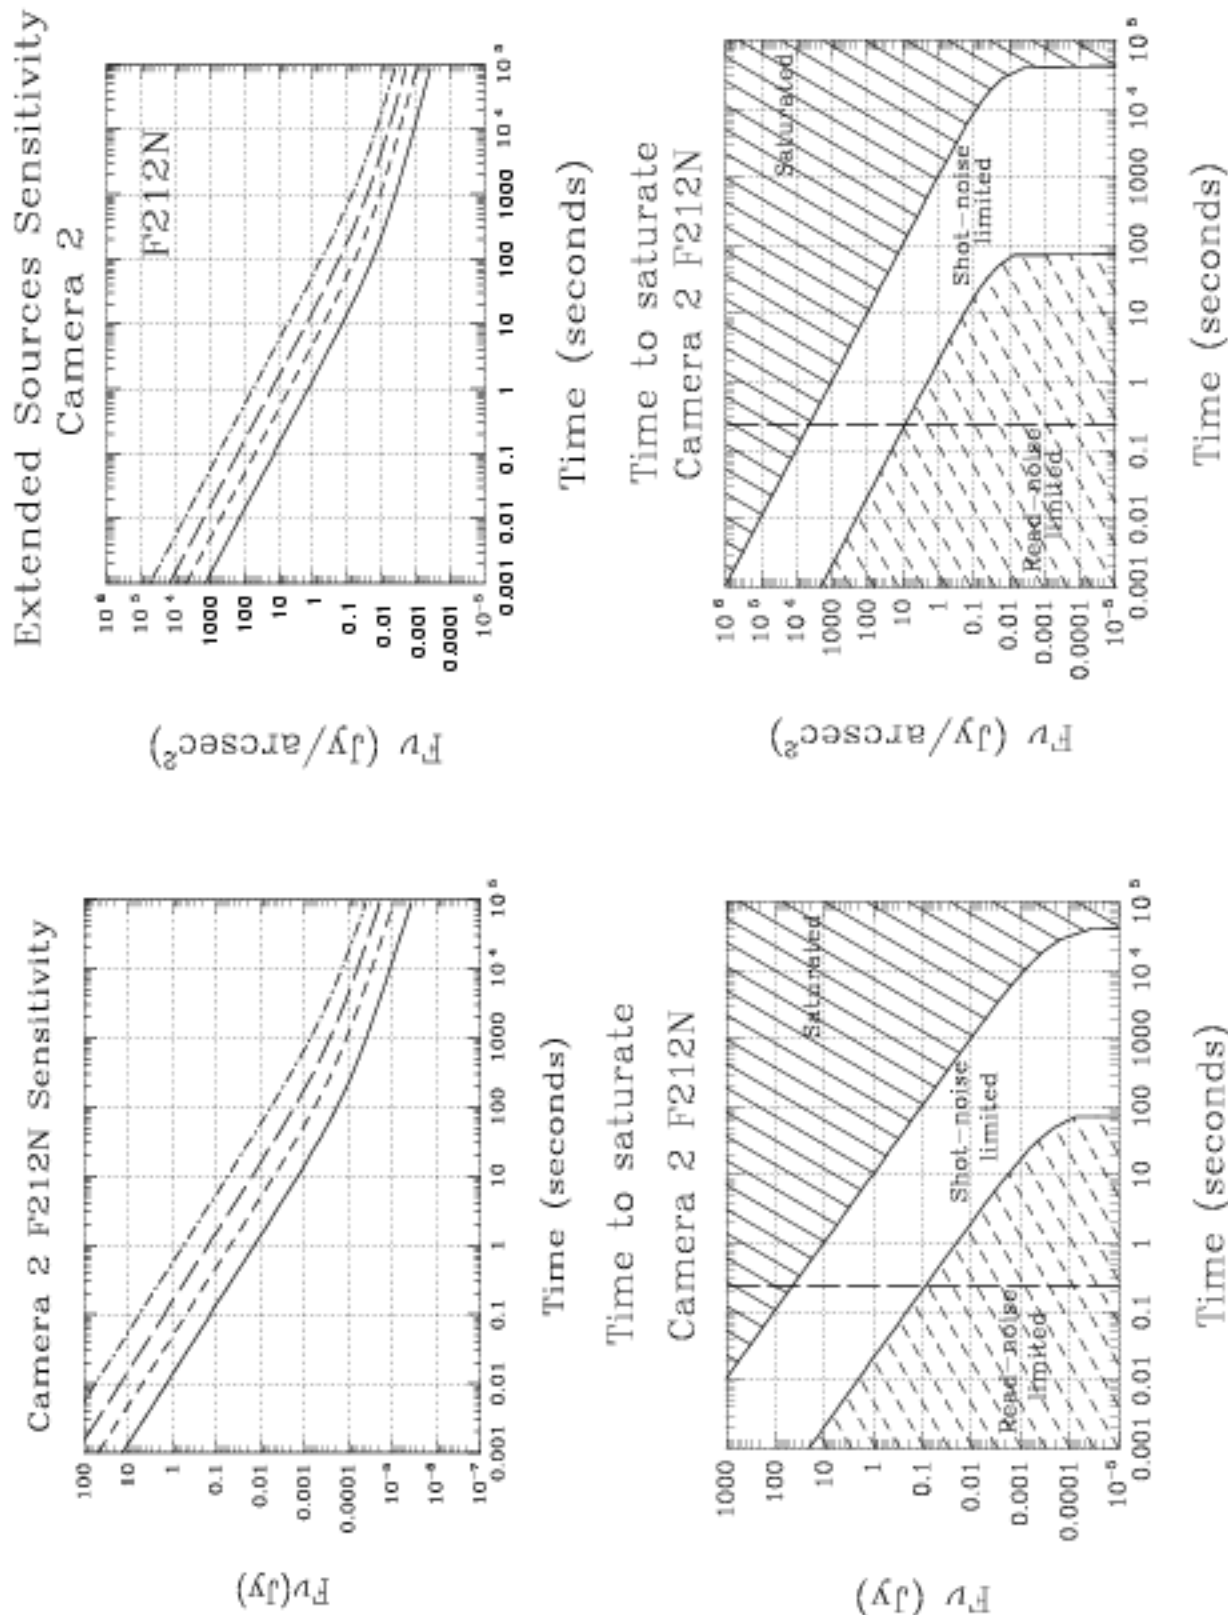 Camera 2 F212N Sensitivity
Fν(Jy)
100
10
1
0.1
0.01
0.001
0.0001
10⁻⁵
10⁻⁶
10⁻⁷
0.001 0.01 0.1 1 10 100 1000 10⁴ 10⁵
Time (seconds)
Extended Sources Sensitivity
Camera 2
F212N
Fν (Jy/arcsec²)
10⁶
10⁵
10⁴
1000
100
10
1
0.1
0.01
0.001
0.0001
10⁻⁵
0.001 0.01 0.1 1 10 100 1000 10⁴ 10⁵
Time (seconds)
Time to saturate
Camera 2 F212N
Fν (Jy)
1000
100
10
1
0.1
0.01
0.001
0.0001
10⁻⁵
Saturated
Shot-noise
limited
Read-noise
limited
0.001 0.01 0.1 1 10 100 1000 10⁴ 10⁵
Time (seconds)
Time to saturate
Camera 2 F212N
Fν (Jy/arcsec²)
10⁶
10⁵
10⁴
1000
100
10
1
0.1
0.01
0.001
0.0001
10⁻⁵
Saturated
Shot-noise
limited
Read-noise
limited
0.001 0.01 0.1 1 10 100 1000 10⁴ 10⁵
Time (seconds)